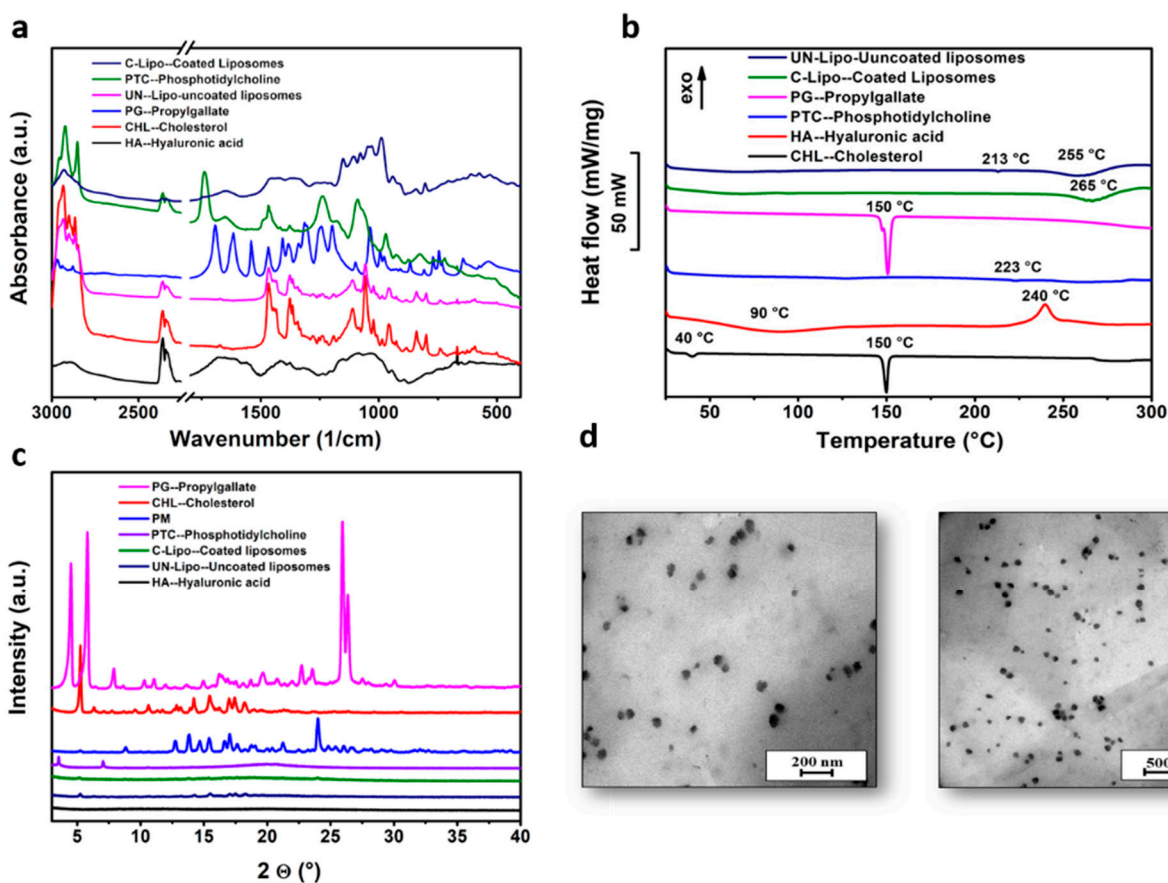 a
C-Lipo--Coated Liposomes
PTC--Phosphotidylcholine
UN--Lipo-uncoated liposomes
PG--Propylgallate
CHL--Cholesterol
HA--Hyaluronic acid
Absorbance (a.u.)
3000 2500 1500 1000 500
Wavenumber (1/cm)
b
exo
UN-Lipo-Uuncoated liposomes
C-Lipo--Coated Liposomes
PG--Propylgallate
PTC--Phosphotidylcholine
HA--Hyaluronic acid
CHL--Cholesterol
Heat flow (mW/mg)
50 mW
213 °C 255 °C
265 °C
150 °C
223 °C
90 °C 240 °C
40 °C 150 °C
50 100 150 200 250 300
Temperature (°C)
c
PG--Propylgallate
CHL--Cholesterol
PM
PTC--Phosphotidylcholine
C-Lipo--Coated liposomes
UN-Lipo--Uncoated liposomes
HA--Hyaluronic acid
Intensity (a.u.)
5 10 15 20 25 30 35 40
2 Θ (°)
d
200 nm
500